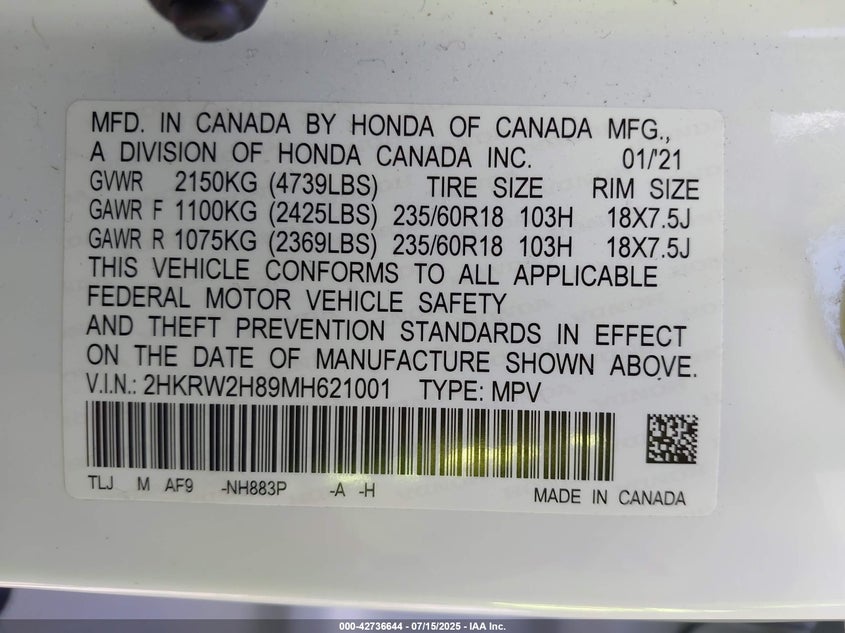 MFD. IN CANADA BY HONDA OF CANADA MFG.,
A DIVISION OF HONDA CANADA INC. 01/'21
GVWR 2150KG (4739LBS) TIRE SIZE RIM SIZE
GAWR F 1100KG (2425LBS) 235/60R18 103H 18X7.5J
GAWR R 1075KG (2369LBS) 235/60R18 103H 18X7.5J
THIS VEHICLE CONFORMS TO ALL APPLICABLE
FEDERAL MOTOR VEHICLE SAFETY
AND THEFT PREVENTION STANDARDS IN EFFECT
ON THE DATE OF MANUFACTURE SHOWN ABOVE.
V.I.N.: 2HKRW2H89MH621001 TYPE: MPV
TLJ M AF9 -NH883P -A -H MADE IN CANADA
000-42736644 - 07/15/2025 - IAA Inc.